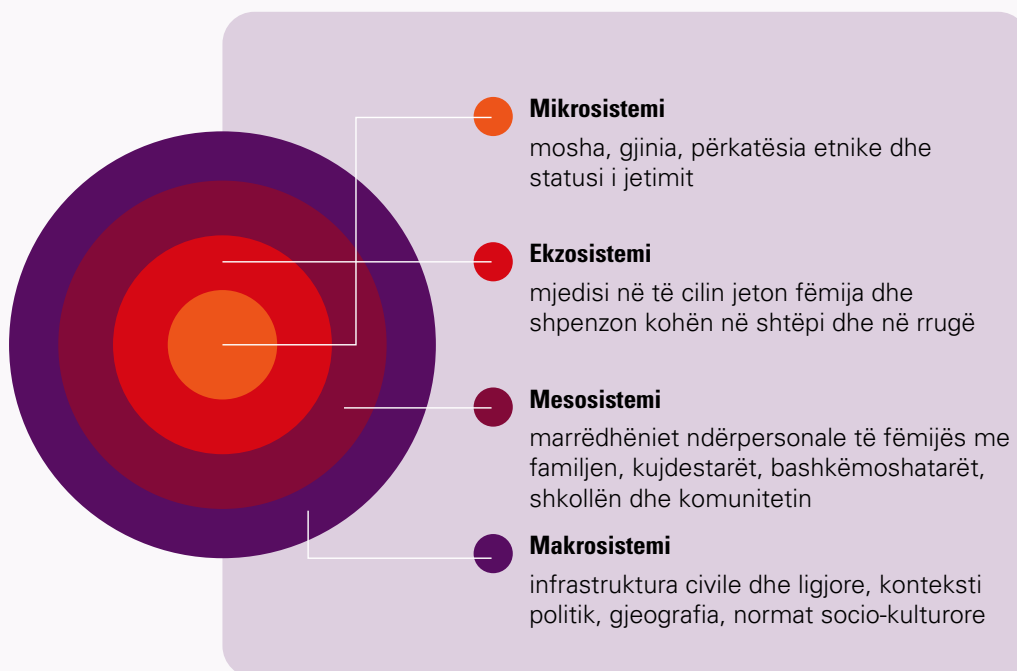 Mikrosistemi
mosha, gjinia, përkatësia etnike dhe
statusi i jetimit
Ekzosistemi
mjedisi në të cilin jeton fëmija dhe
shpenzon kohën në shtëpi dhe në rrugë
Mesosistemi
marrëdhëniet ndërpersonale të fëmijës me
familjen, kujdestarët, bashkëmoshatarët,
shkollën dhe komunitetin
Makrosistemi
infrastruktura civile dhe ligjore, konteksti
politik, gjeografia, normat socio-kulturore